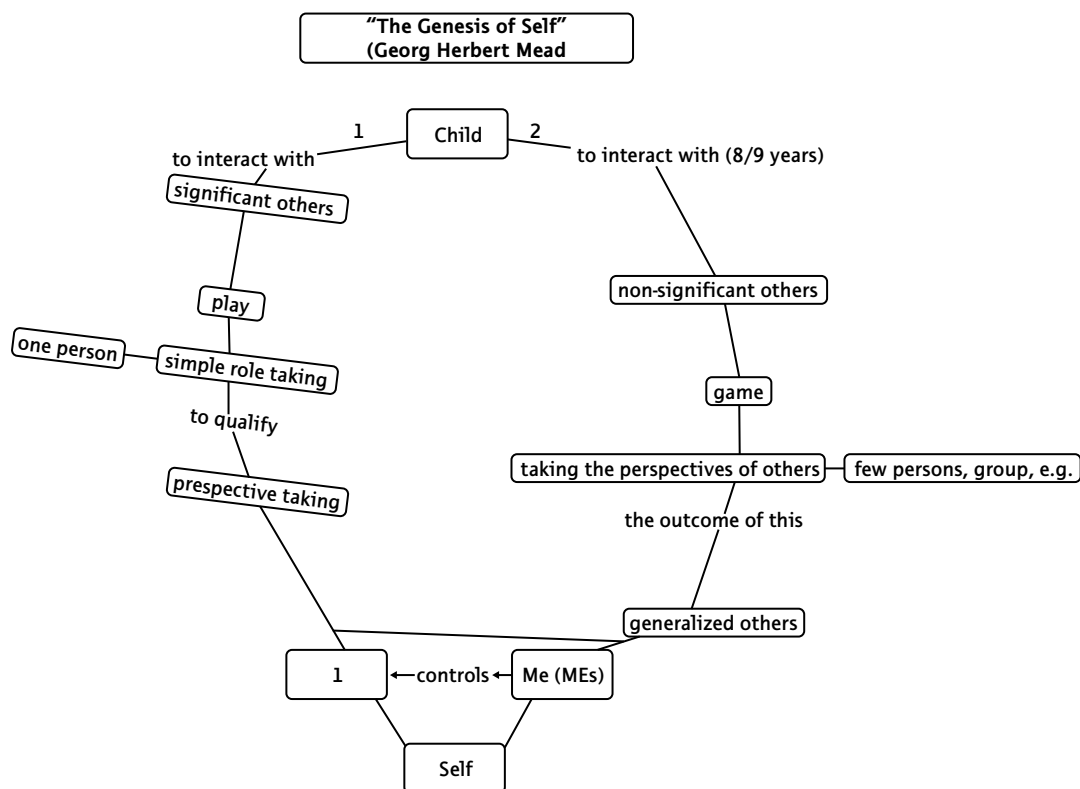 “The Genesis of Self”
(Georg Herbert Mead
Child
1
2
to interact with
to interact with (8/9 years)
significant others
non-significant others
play
one person
simple role taking
game
to qualify
taking the perspectives of others
few persons, group, e.g.
prespective taking
the outcome of this
generalized others
1
controls
Me (MEs)
Self